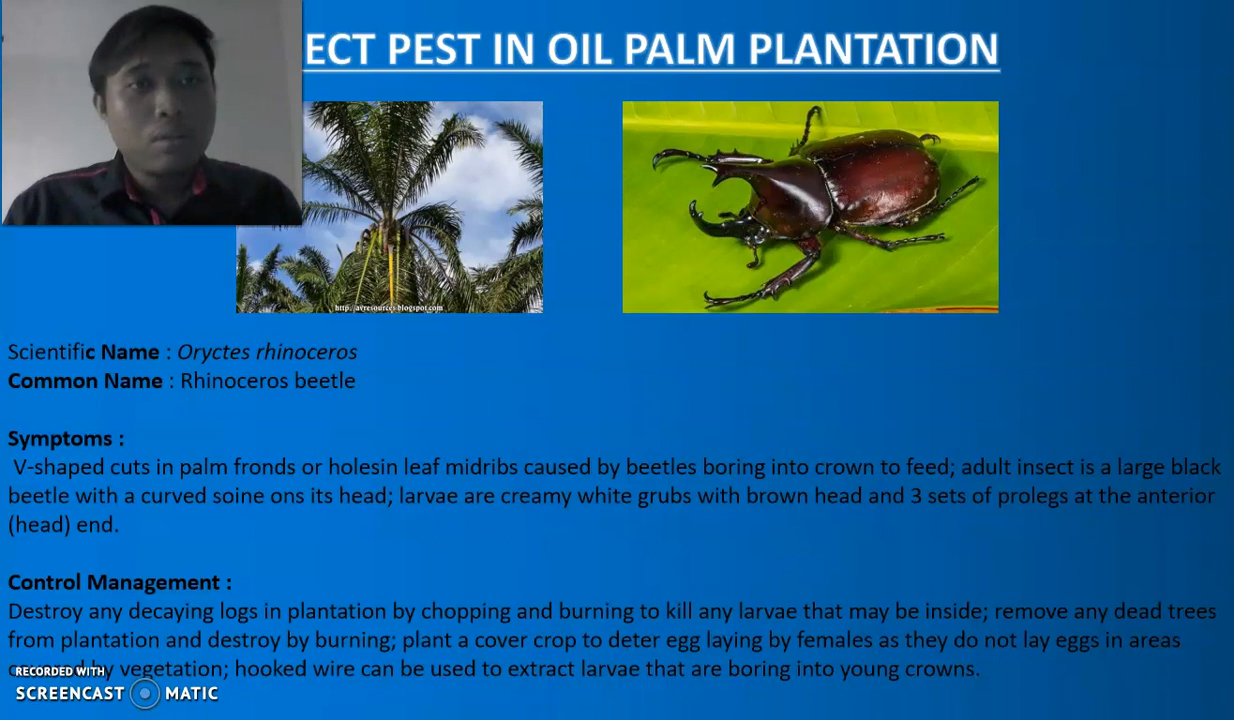 ECT PEST IN OIL PALM PLANTATION
http://avresources.blogspot.com
Scientific Name : Oryctes rhinoceros
Common Name : Rhinoceros beetle
Symptoms :
V-shaped cuts in palm fronds or holesin leaf midribs caused by beetles boring into crown to feed; adult insect is a large black
beetle with a curved soine ons its head; larvae are creamy white grubs with brown head and 3 sets of prolegs at the anterior
(head) end.
Control Management :
Destroy any decaying logs in plantation by chopping and burning to kill any larvae that may be inside; remove any dead trees
from plantation and destroy by burning; plant a cover crop to deter egg laying by females as they do not lay eggs in areas
by vegetation; hooked wire can be used to extract larvae that are boring into young crowns.
RECORDED WITH
SCREENCAST MATIC